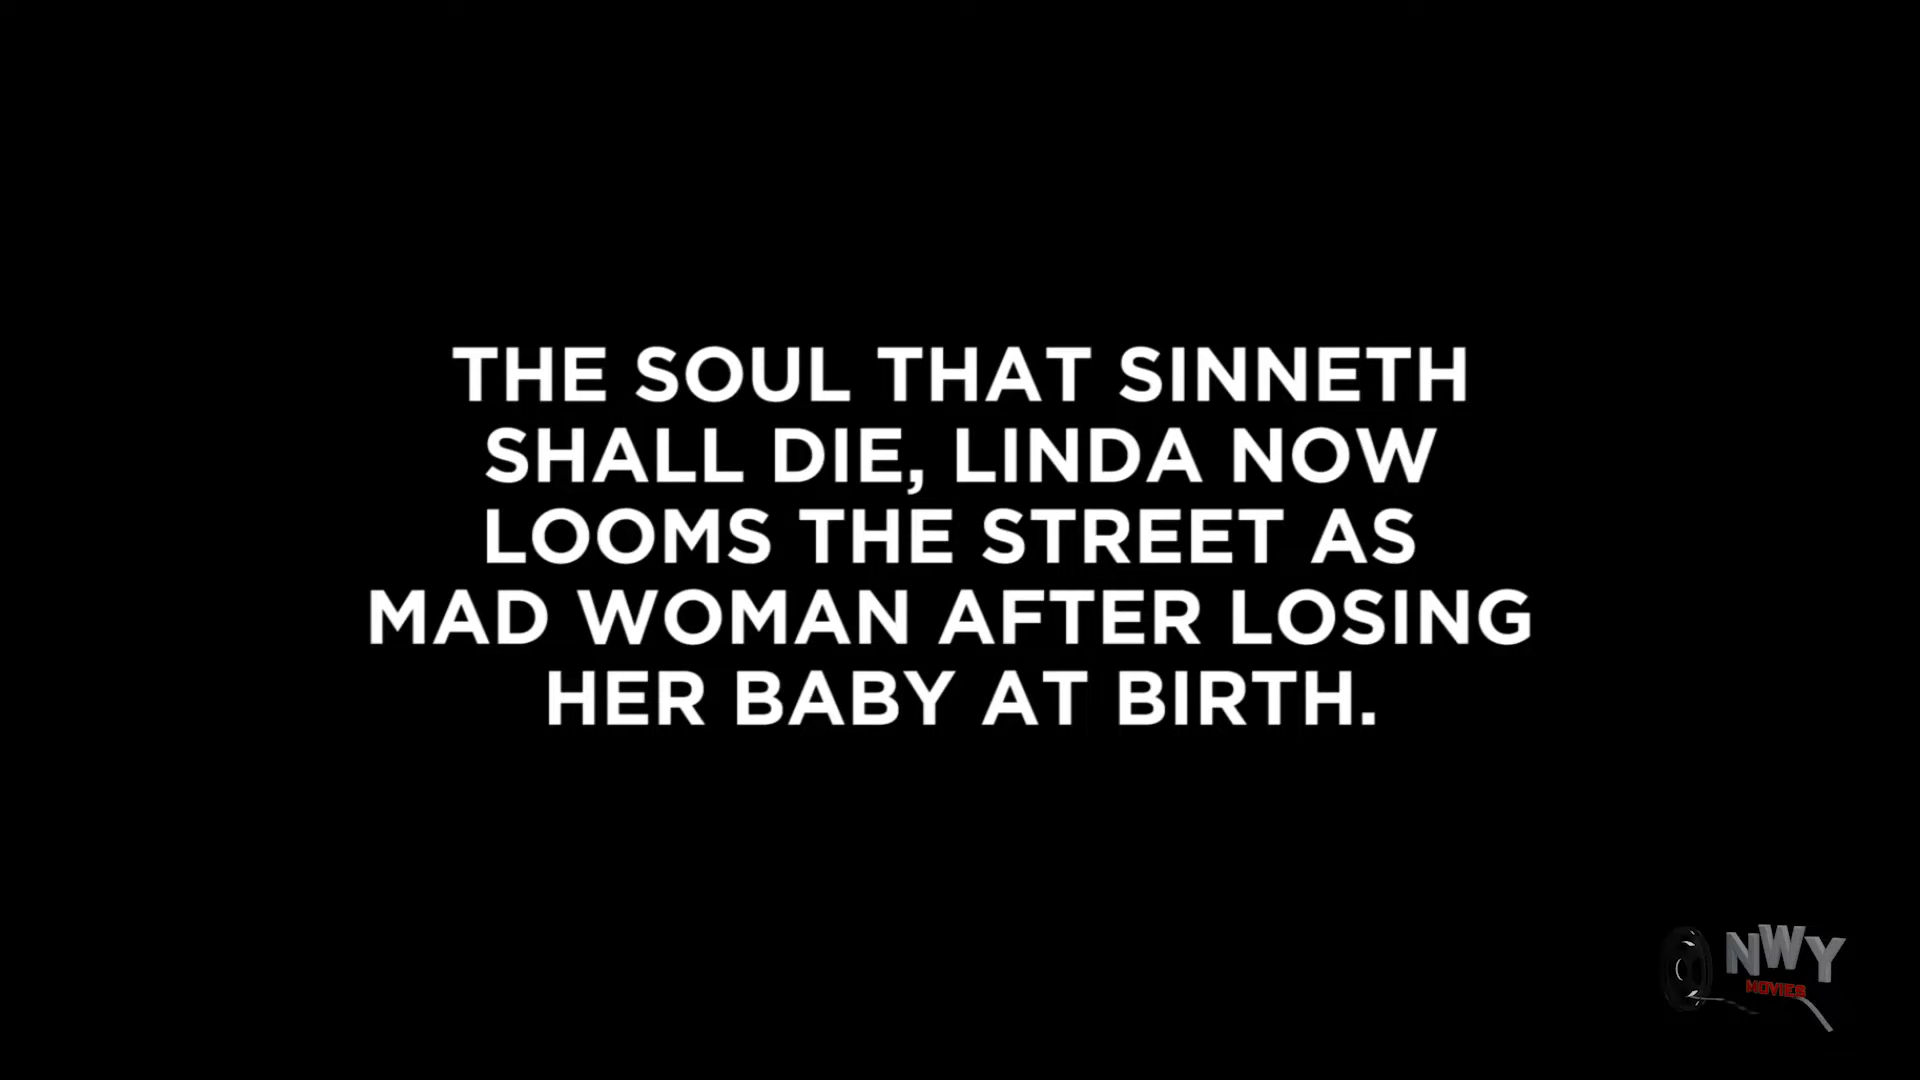 THE SOUL THAT SINNETH
SHALL DIE, LINDA NOW
LOOMS THE STREET AS
MAD WOMAN AFTER LOSING
HER BABY AT BIRTH.
NWY
MOVIES